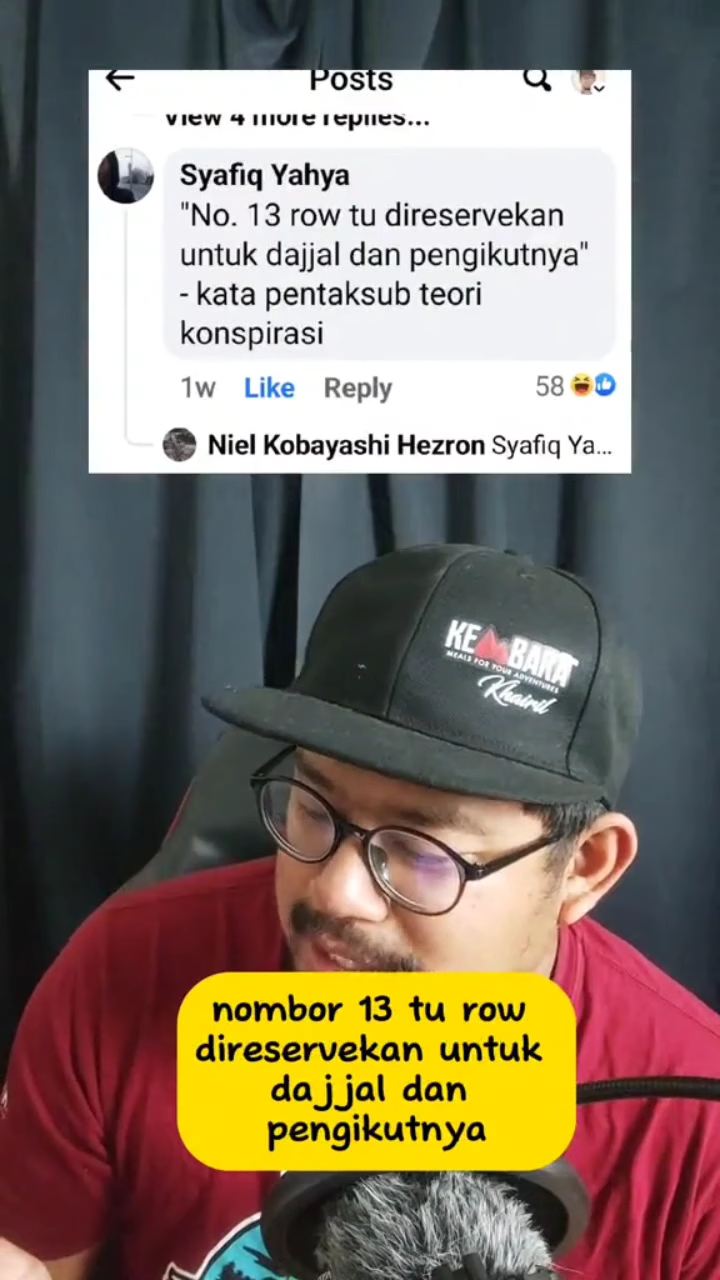 Posts
View 4 more replies...
Syafiq Yahya
"No. 13 row tu direservekan
untuk dajjal dan pengikutnya"
- kata pentaksub teori
konspirasi
1w Like Reply 58
Niel Kobayashi Hezron Syafiq Ya...
KEMBARA
MEALS FOR YOUR ADVENTURES
Khairil
nombor 13 tu row
direservekan untuk
dajjal dan
pengikutnya